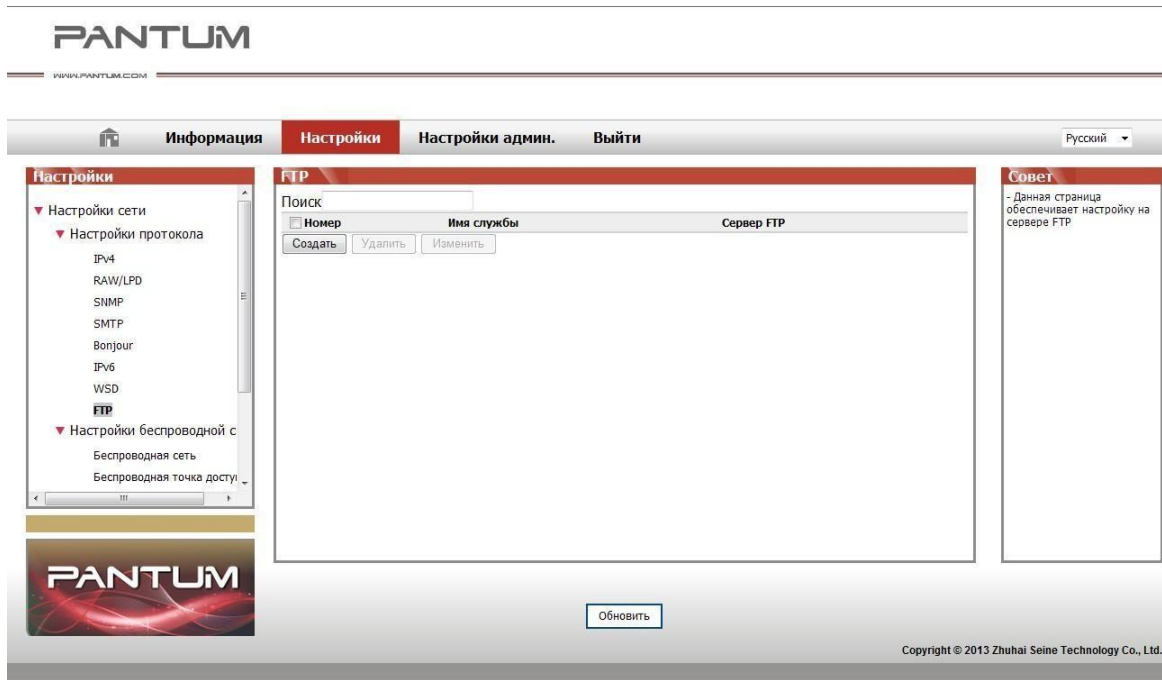 PANTUM
WWW.PANTUM.COM
Информация Настройки Настройки админ. Выйти Русский
Настройки
Настройки сети
Настройки протокола
IPv4
RAW/LPD
SNMP
SMTP
Bonjour
IPv6
WSD
FTP
Настройки беспроводной с
Беспроводная сеть
Беспроводная точка досту
PANTUM
FTP
Поиск
Номер Имя службы Сервер FTP
Создать Удалить Изменить
Совет
- Данная страница
обеспечивает настройку на
сервере FTP
Обновить
Copyright © 2013 Zhuhai Seine Technology Co., Ltd.